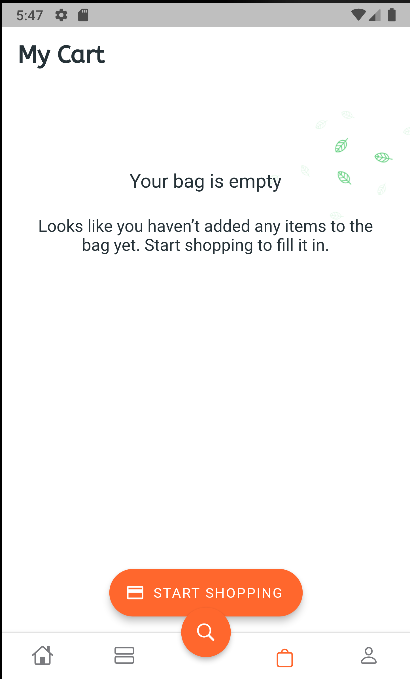 5:47
My Cart
Your bag is empty
Looks like you haven’t added any items to the
bag yet. Start shopping to fill it in.
START SHOPPING